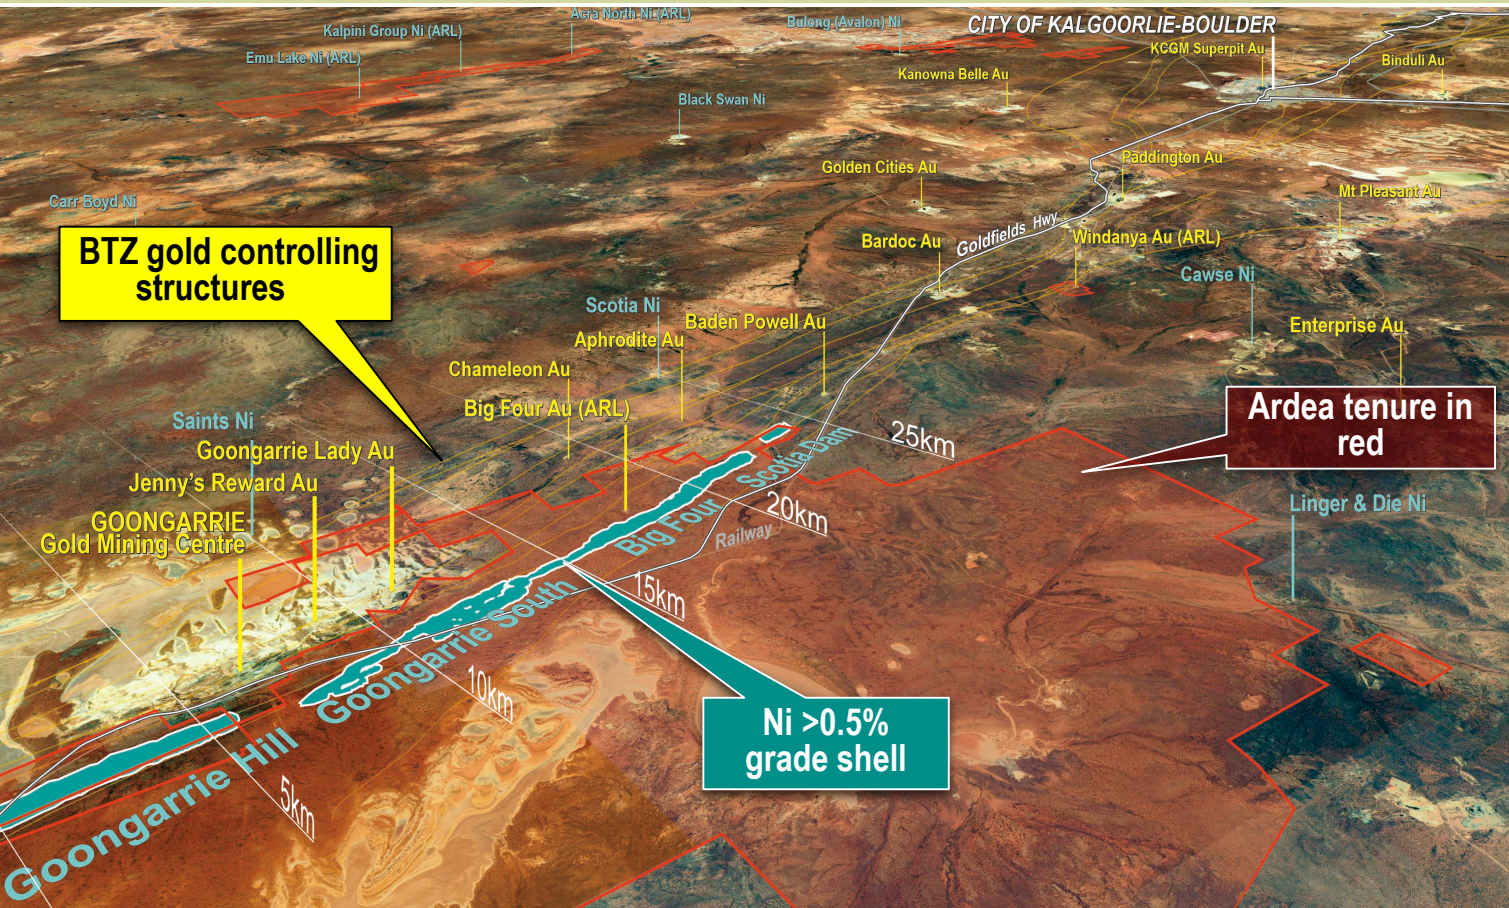 Acra North Ni (ARL)
Kalpini Group Ni (ARL)
Emu Lake Ni (ARL)
Bulong (Avalon) Ni
CITY OF KALGOORLIE-BOULDER
KCGM Superpit Au
Binduli Au
Kanowna Belle Au
Black Swan Ni
Golden Cities Au
Paddington Au
Mt Pleasant Au
Carr Boyd Ni
Bardoc Au
Goldfields Hwy
Windanya Au (ARL)
Cawse Ni
BTZ gold controlling
structures
Scotia Ni
Baden Powell Au
Aphrodite Au
Enterprise Au
Chameleon Au
Big Four Au (ARL)
Ardea tenure in
red
Saints Ni
Goongarrie Lady Au
Jenny's Reward Au
GOONGARRIE
Gold Mining Centre
25km
Scotia Dam
20km
Big Four
Railway
Linger & Die Ni
15km
Goongarrie South
10km
Ni >0.5%
grade shell
Goongarrie Hill
5km